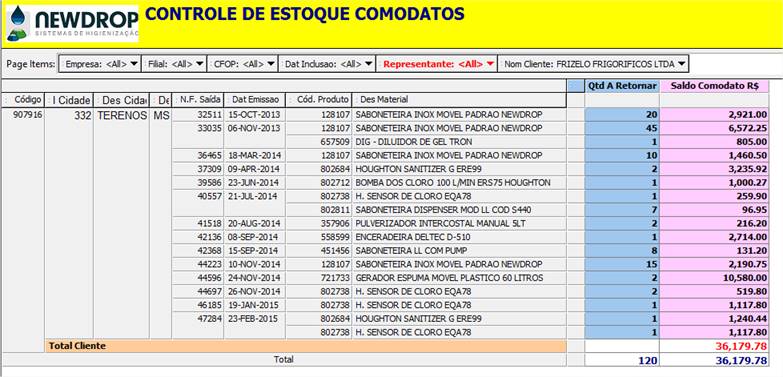 NEWDROP
SISTEMAS DE HIGIENIZAÇÃO
CONTROLE DE ESTOQUE COMODATOS
Page Items: Empresa: <All> Filial: <All> CFOP: <All> Dat Inclusao: <All> Representante: <All> Nom Cliente: FRIZELO FRIGORIFICOS LTDA
Qtd A Retornar Saldo Comodato R$
Código l Cidade Des Cidad De N.F. Saída Dat Emissao Cód. Produto Des Material
907916 332 TERENOS MS 32511 15-OCT-2013 128107 SABONETEIRA INOX MOVEL PADRAO NEWDROP 20 2,921.00
33035 06-NOV-2013 128107 SABONETEIRA INOX MOVEL PADRAO NEWDROP 45 6,572.25
657509 DIG - DILUIDOR DE GEL TRON 1 805.00
36465 18-MAR-2014 128107 SABONETEIRA INOX MOVEL PADRAO NEWDROP 10 1,460.50
37309 09-APR-2014 802684 HOUGHTON SANITIZER G ERE99 2 3,235.92
39586 23-JUN-2014 802712 BOMBA DOS CLORO 100 L/MIN ERS75 HOUGHTON 1 1,000.27
40557 21-JUL-2014 802738 H. SENSOR DE CLORO EQA78 1 259.90
802811 SABONETEIRA DISPENSER MOD LL COD S440 7 96.95
41518 20-AUG-2014 357906 PULVERIZADOR INTERCOSTAL MANUAL 5LT 2 216.20
42136 08-SEP-2014 558599 ENCERADEIRA DELTEC D-510 1 2,714.00
42368 15-SEP-2014 451456 SABONETEIRA LL COM PUMP 8 131.20
44223 10-NOV-2014 128107 SABONETEIRA INOX MOVEL PADRAO NEWDROP 15 2,190.75
44596 24-NOV-2014 721733 GERADOR ESPUMA MOVEL PLASTICO 60 LITROS 2 10,580.00
44697 26-NOV-2014 802738 H. SENSOR DE CLORO EQA78 2 519.80
46185 19-JAN-2015 802738 H. SENSOR DE CLORO EQA78 1 1,117.80
47284 23-FEB-2015 802684 HOUGHTON SANITIZER G ERE99 1 1,240.44
802738 H. SENSOR DE CLORO EQA78 1 1,117.80
Total Cliente 36,179.78
Total 120 36,179.78